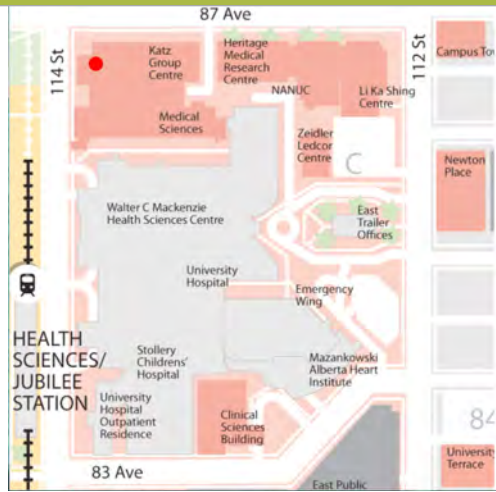 87 Ave
114 St
112 St
Katz
Group
Centre
Heritage
Medical
Research
Centre
NANUC
Li Ka Shing
Centre
Campus Tow
Medical
Sciences
Zeidler
Ledcor
Centre
C
Newton
Place
Walter C Mackenzie
Health Sciences Centre
East
Trailer
Offices
University
Hospital
Emergency
Wing
HEALTH
SCIENCES/
JUBILEE
STATION
Stollery
Childrens'
Hospital
Mazankowski
Alberta Heart
Institute
University
Hospital
Outpatient
Residence
Clinical
Sciences
Building
84
University
Terrace
83 Ave
East Public